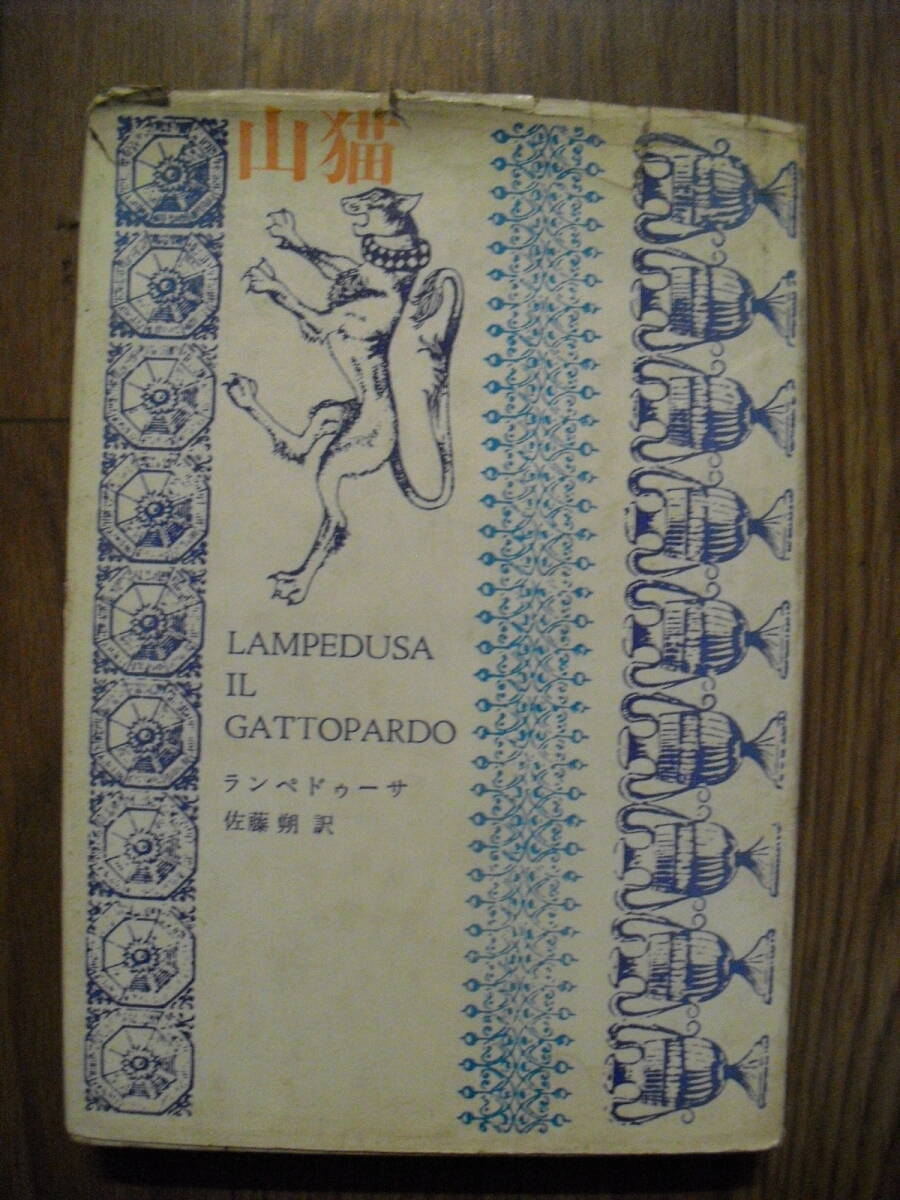 山猫
LAMPEDUSA
IL
GATTOPARDO
ランペドゥーサ
佐藤 朔 訳